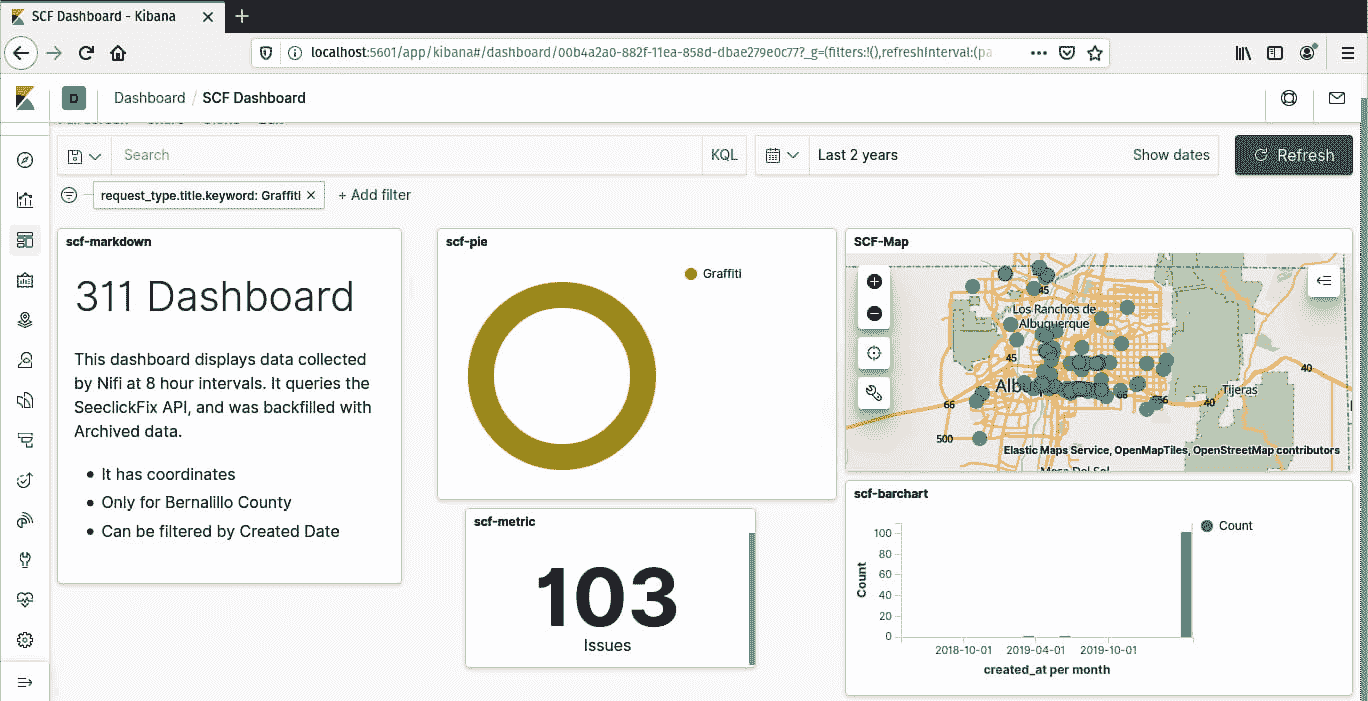 SCF Dashboard - Kibana
localhost:5601/app/kibana#/dashboard/00b4a2a0-882f-11ea-858d-dbae279e0c77?_g=(filters:!(),refreshInterval:(pa
D Dashboard / SCF Dashboard
Search KQL Last 2 years Show dates Refresh
request_type.title.keyword: Graffiti + Add filter
scf-markdown
311 Dashboard
This dashboard displays data collected
by Nifi at 8 hour intervals. It queries the
SeeclickFix API, and was backfilled with
Archived data.
• It has coordinates
• Only for Bernalillo County
• Can be filtered by Created Date
scf-pie
Graffiti
scf-metric
103
Issues
SCF-Map
45
Los Ranchos de
Albuquerque
45
40
Tijeras
66
40
500
Elastic Maps Service, OpenMapTiles, OpenStreetMap contributors
scf-barchart
Count
Count
100
80
60
40
20
0
2018-10-01 2019-04-01 2019-10-01
created_at per month